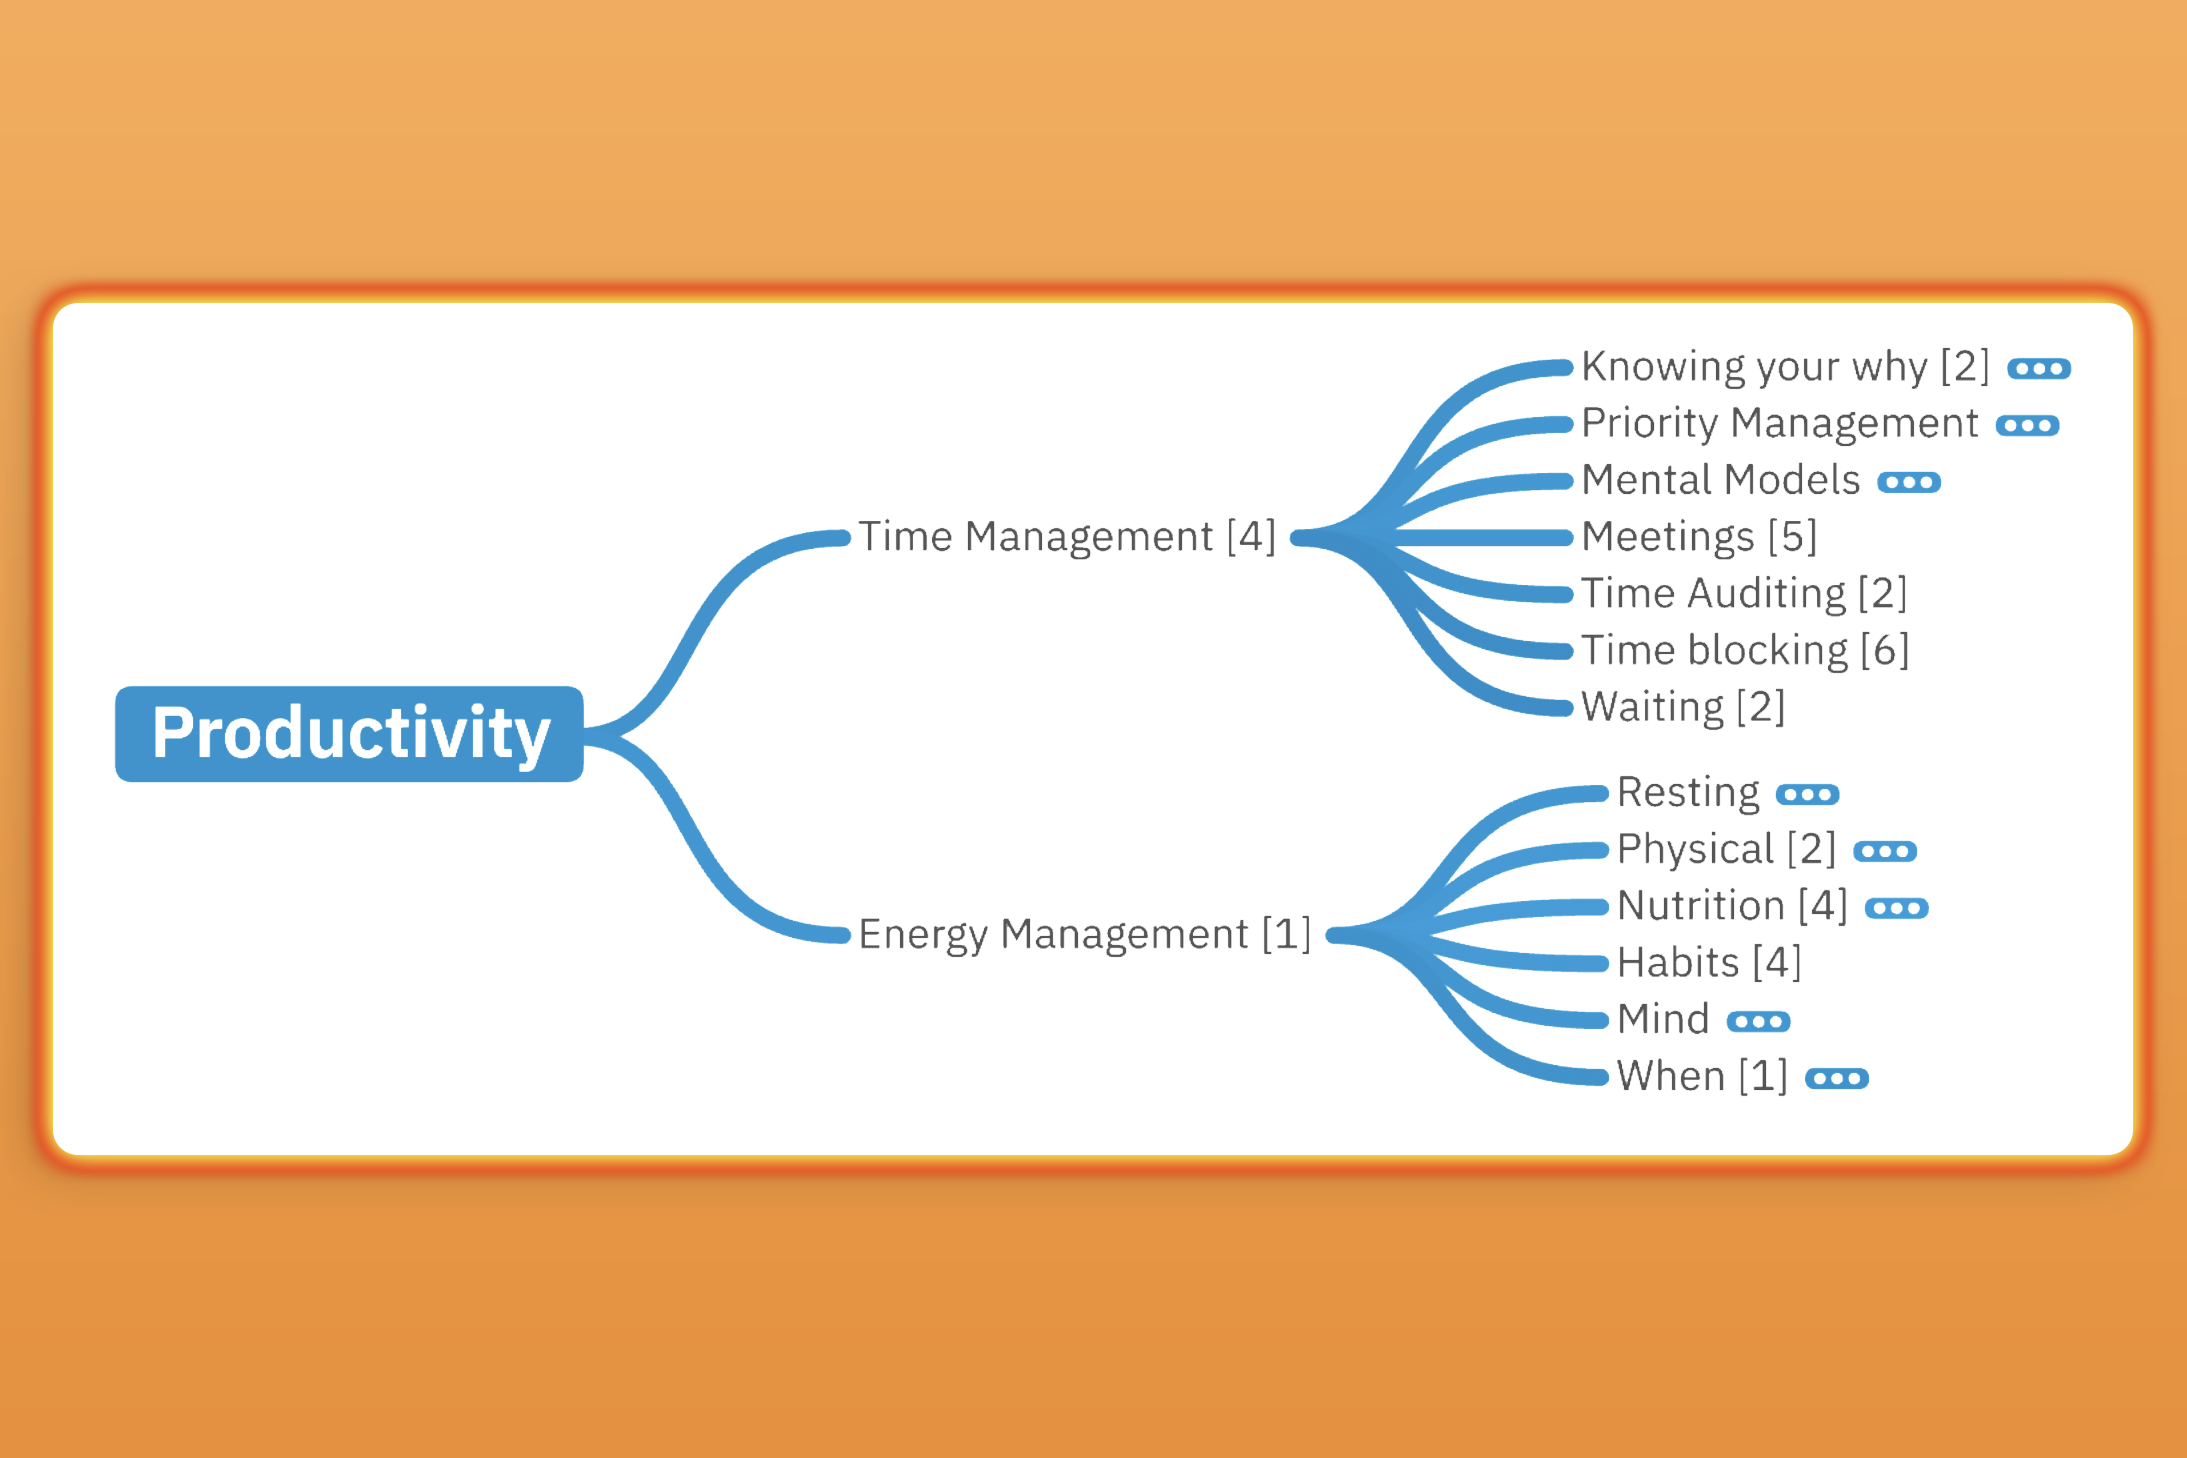 Productivity
Time Management [4]
Knowing your why [2]
Priority Management
Mental Models
Meetings [5]
Time Auditing [2]
Time blocking [6]
Waiting [2]
Energy Management [1]
Resting
Physical [2]
Nutrition [4]
Habits [4]
Mind
When [1]